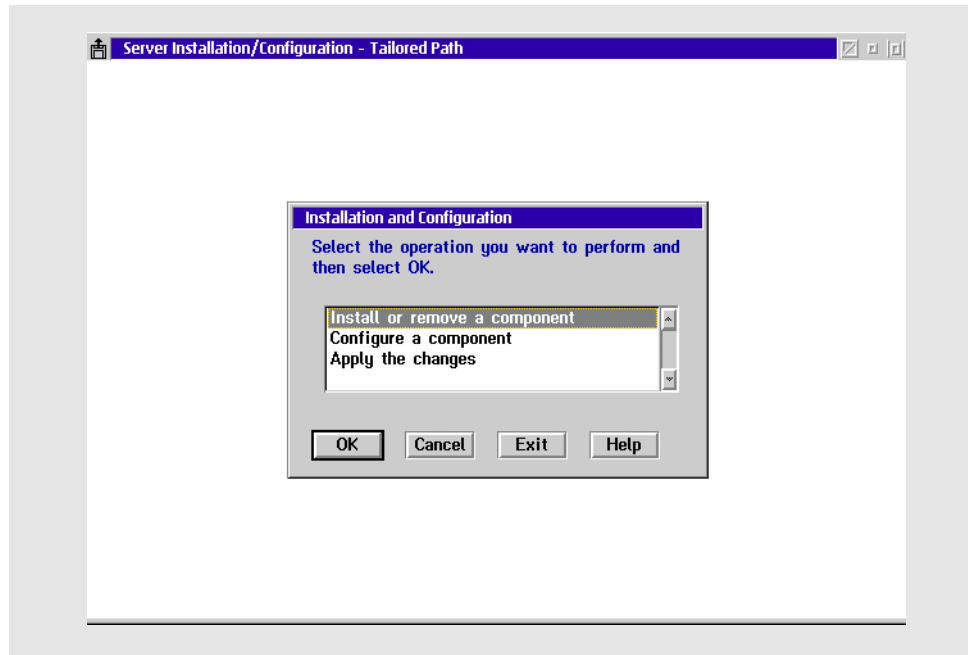 Server Installation/Configuration - Tailored Path
Installation and Configuration
Select the operation you want to perform and
then select OK.
Install or remove a component
Configure a component
Apply the changes
OK Cancel Exit Help